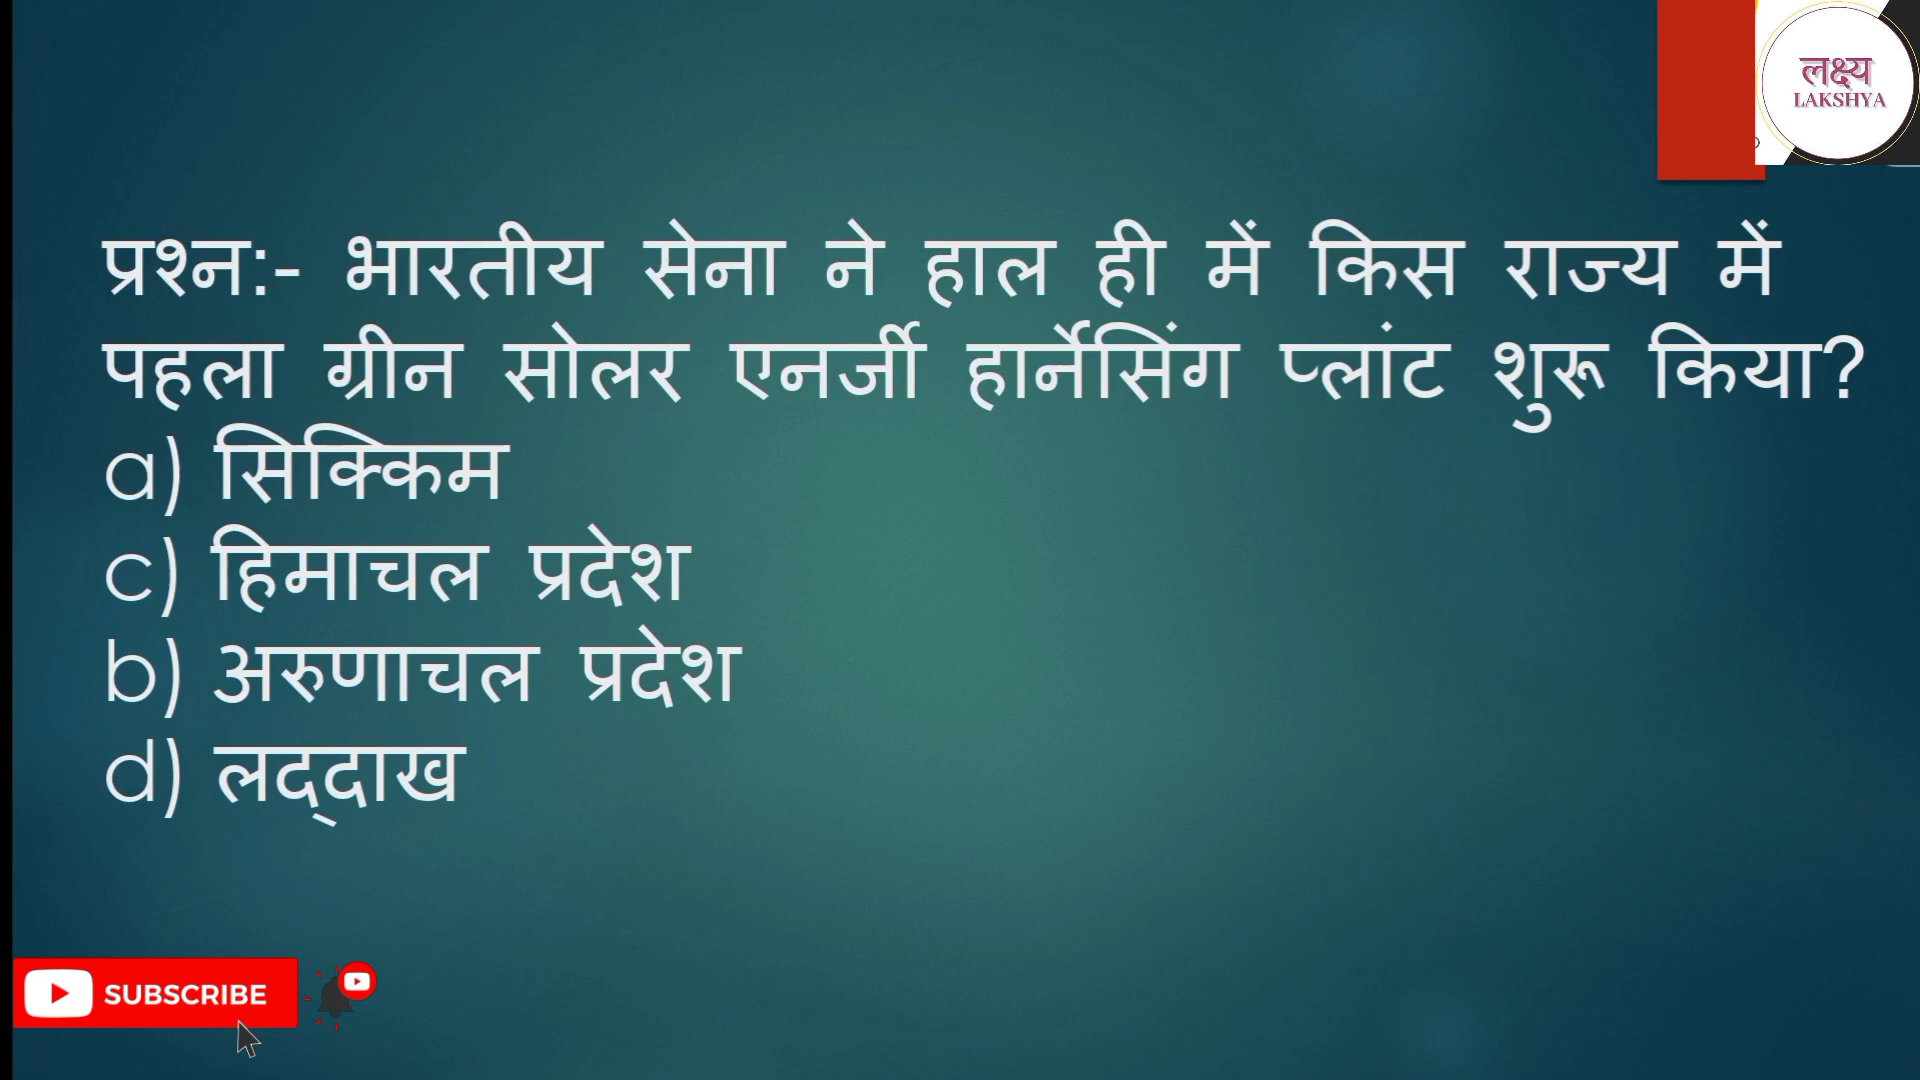 लक्ष्य
LAKSHYA
प्रश्न:- भारतीय सेना ने हाल ही में किस राज्य में
पहला ग्रीन सोलर एनर्जी हार्नेसिंग प्लांट शुरू किया?
a) सिक्किम
c) हिमाचल प्रदेश
b) अरुणाचल प्रदेश
d) लद्दाख
SUBSCRIBE